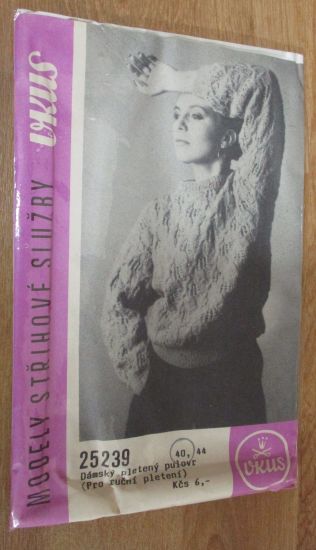 MODELY STŘIHOVÉ SLUŽBY vkus
25239 40, 44
Dámský pletený pulovr
(Pro ruční pletení)
Kčs 6,-
VKUS